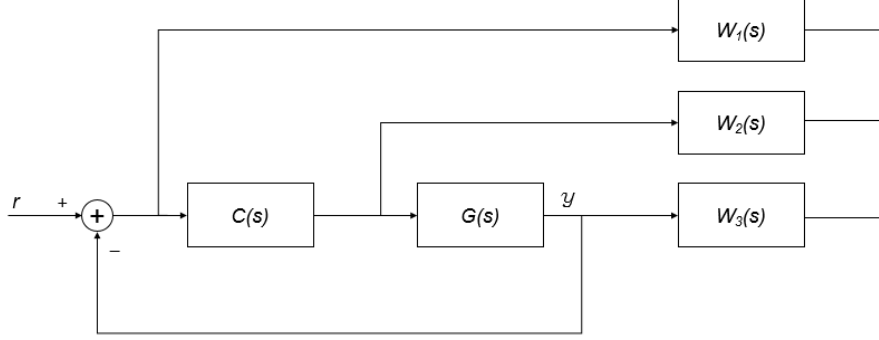 W₁(s)
W₂(s)
r
+
+
–
C(s)
G(s)
y
W₃(s)